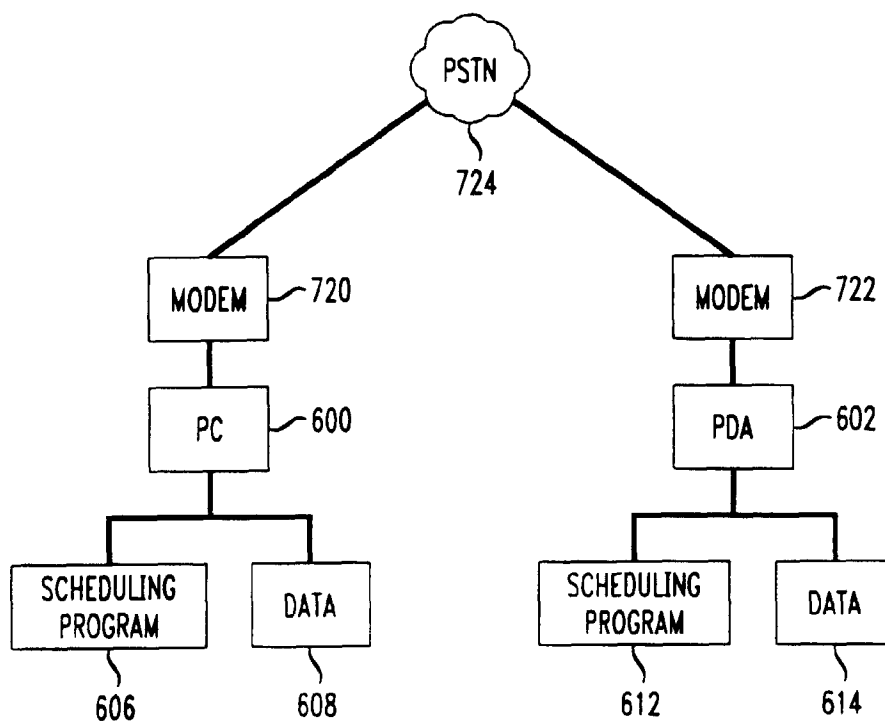 PSTN
724
MODEM
720
MODEM
722
PC
600
PDA
602
SCHEDULING
PROGRAM
DATA
SCHEDULING
PROGRAM
DATA
606
608
612
614